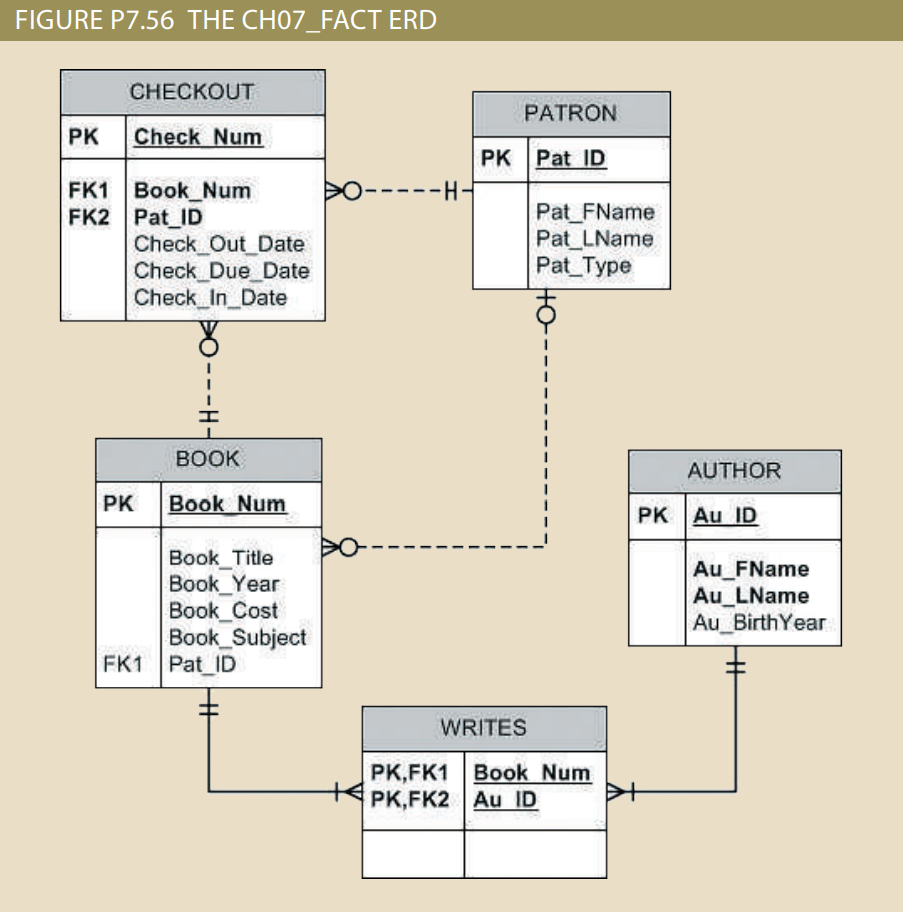 FIGURE P7.56 THE CH07_FACT ERD
CHECKOUT
PK Check_Num
FK1 Book_Num
FK2 Pat_ID
Check_Out_Date
Check_Due_Date
Check_In_Date
PATRON
PK Pat_ID
Pat_FName
Pat_LName
Pat_Type
BOOK
PK Book_Num
Book_Title
Book_Year
Book_Cost
Book_Subject
FK1 Pat_ID
AUTHOR
PK Au_ID
Au_FName
Au_LName
Au_BirthYear
WRITES
PK,FK1 Book_Num
PK,FK2 Au_ID